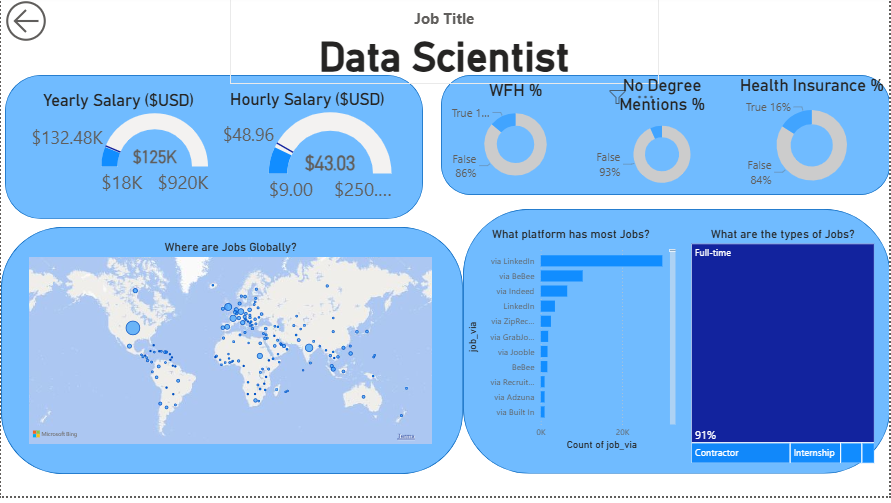 Job Title
Data Scientist
Yearly Salary ($USD)
$132.48K
$125K
$18K $920K
Hourly Salary ($USD)
$48.96
$43.03
$9.00 $250....
WFH %
True 1...
False
86%
No Degree
Mentions %
False
93%
Health Insurance %
True 16%
False
84%
Where are Jobs Globally?
Microsoft Bing
Terms
What platform has most Jobs?
job_via
via LinkedIn
via BeBee
via Indeed
LinkedIn
via ZipRec...
via GrabJo...
via Jooble
BeBee
via Recruit...
via Adzuna
via Built In
0K 20K
Count of job_via
What are the types of Jobs?
Full-time
91%
Contractor
Internship